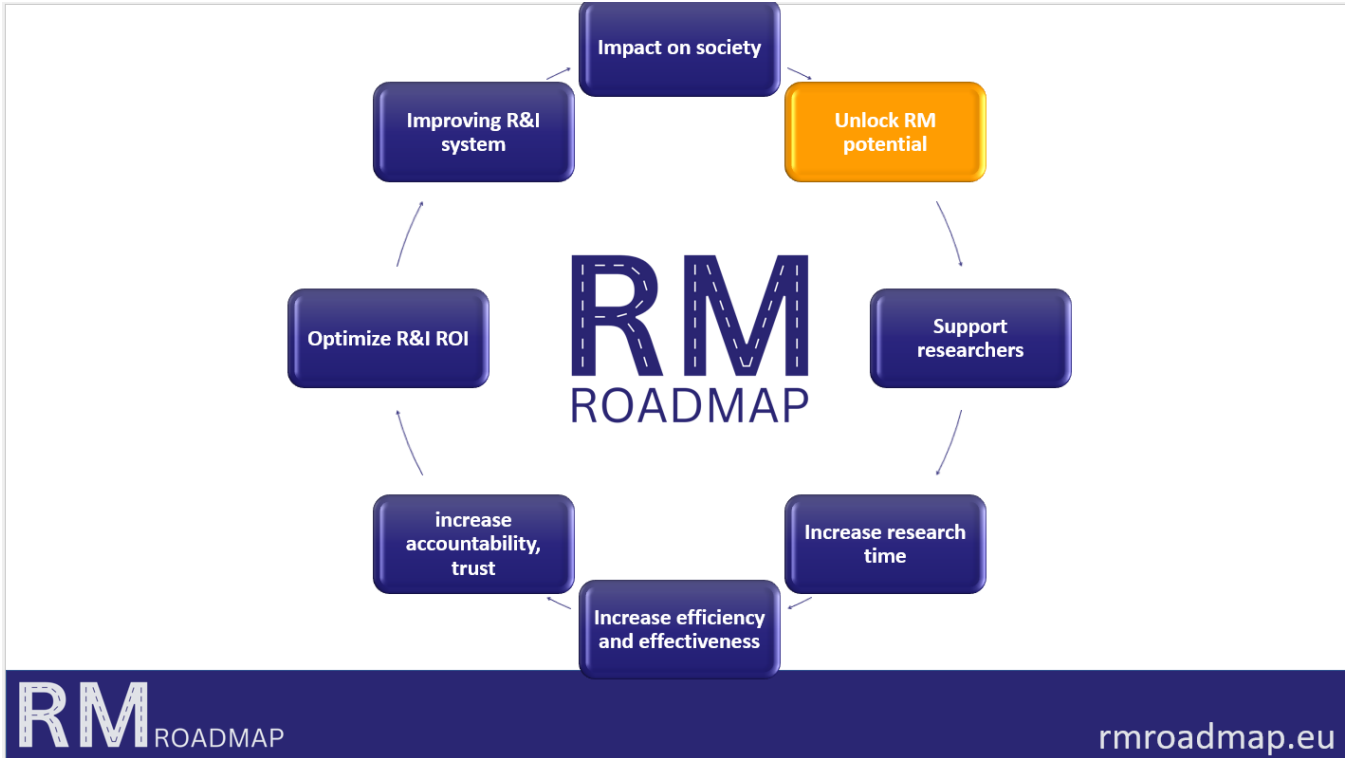 Impact on society
Unlock RM
potential
Support
researchers
Increase research
time
Increase efficiency
and effectiveness
increase
accountability,
trust
Optimize R&I ROI
Improving R&I
system
RM
ROADMAP
RM ROADMAP
rmroadmap.eu